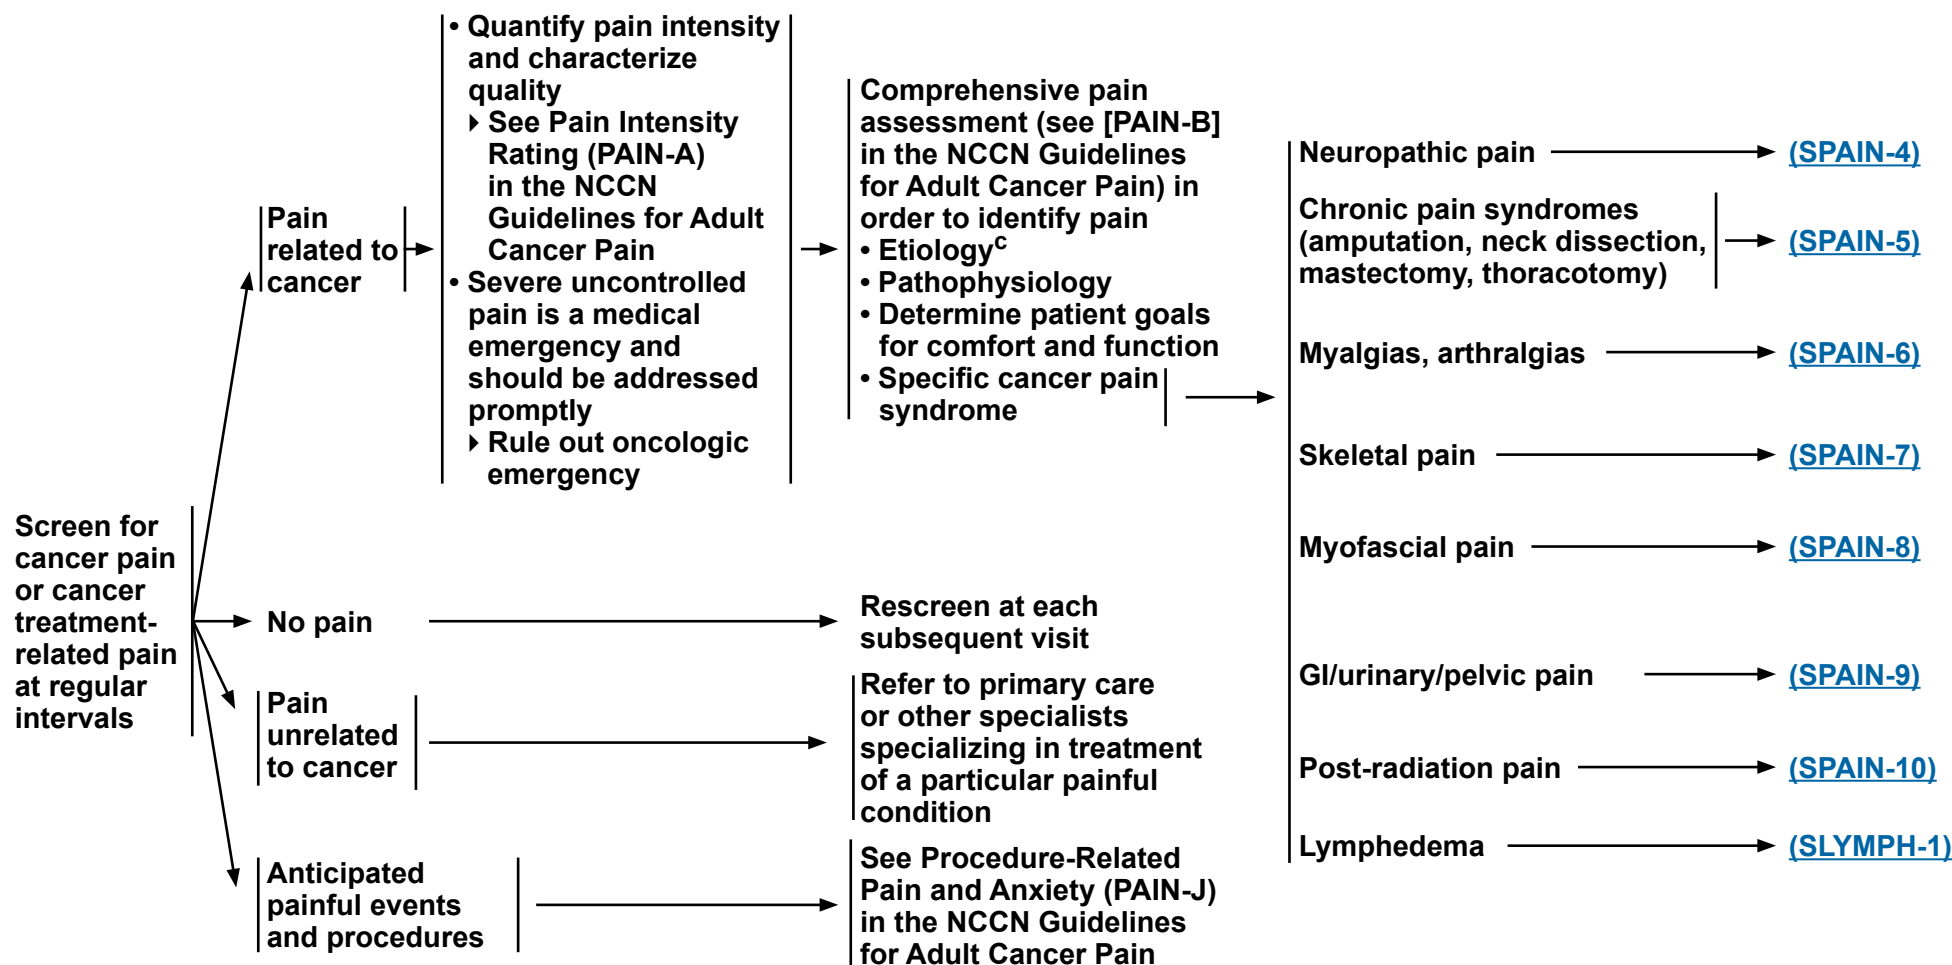 Screen for
cancer pain
or cancer
treatment-
related pain
at regular
intervals
Pain
related to
cancer
• Quantify pain intensity
and characterize
quality
▸ See Pain Intensity
Rating (PAIN-A)
in the NCCN
Guidelines for Adult
Cancer Pain
• Severe uncontrolled
pain is a medical
emergency and
should be addressed
promptly
▸ Rule out oncologic
emergency
Comprehensive pain
assessment (see [PAIN-B]
in the NCCN Guidelines
for Adult Cancer Pain) in
order to identify pain
• Etiologyᶜ
• Pathophysiology
• Determine patient goals
for comfort and function
• Specific cancer pain
syndrome
Neuropathic pain (SPAIN-4)
Chronic pain syndromes
(amputation, neck dissection,
mastectomy, thoracotomy)
(SPAIN-5)
Myalgias, arthralgias (SPAIN-6)
Skeletal pain (SPAIN-7)
Myofascial pain (SPAIN-8)
GI/urinary/pelvic pain (SPAIN-9)
Post-radiation pain (SPAIN-10)
Lymphedema (SLYMPH-1)
No pain
Rescreen at each
subsequent visit
Pain
unrelated
to cancer
Refer to primary care
or other specialists
specializing in treatment
of a particular painful
condition
Anticipated
painful events
and procedures
See Procedure-Related
Pain and Anxiety (PAIN-J)
in the NCCN Guidelines
for Adult Cancer Pain